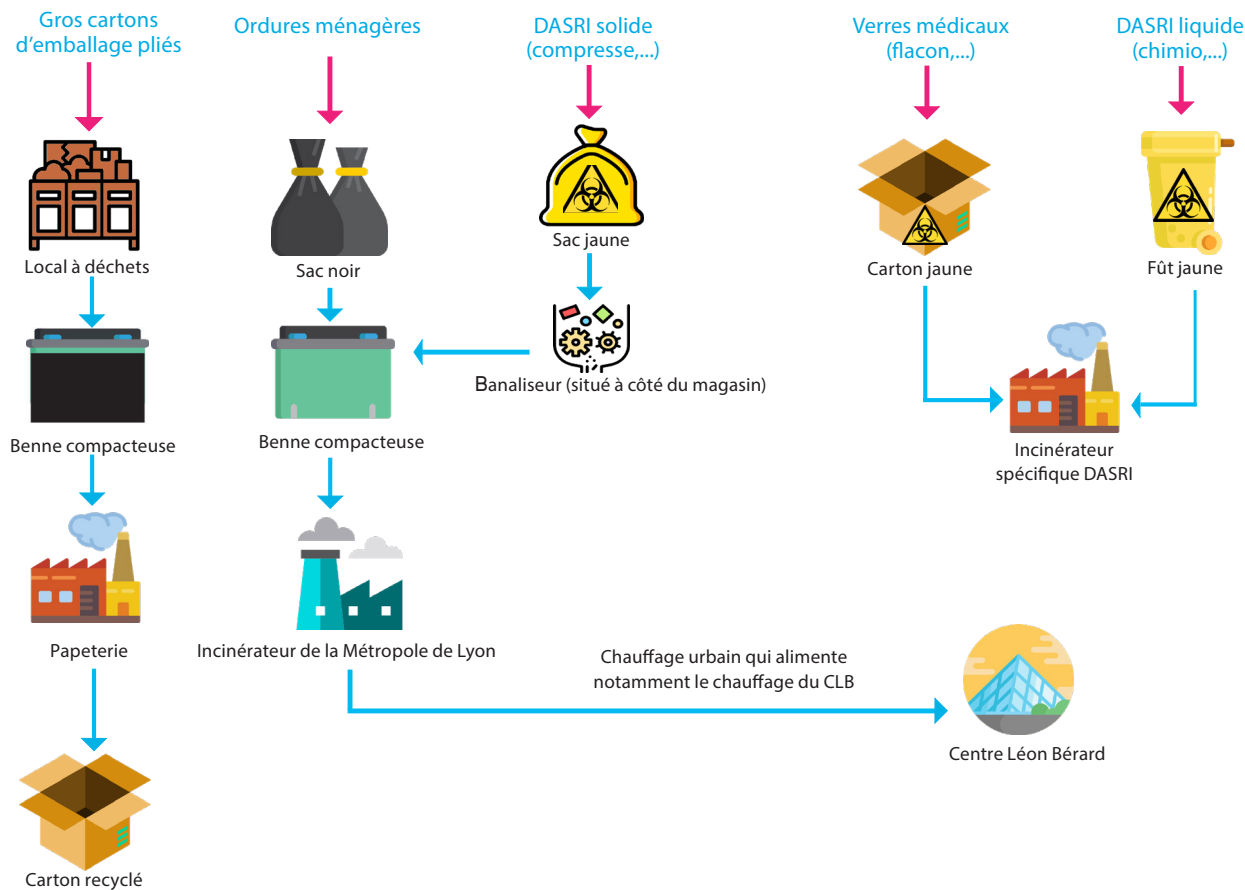 Gros cartons
d’emballage pliés
Ordures ménagères
DASRI solide
(compresse,...)
Verres médicaux
(flacon,...)
DASRI liquide
(chimio,...)
Local à déchets
Sac noir
Sac jaune
Carton jaune
Fût jaune
Banaliseur (situé à côté du magasin)
Benne compacteuse
Benne compacteuse
Incinérateur
spécifique DASRI
Papeterie
Incinérateur de la Métropole de Lyon
Chauffage urbain qui alimente
notamment le chauffage du CLB
Centre Léon Bérard
Carton recyclé